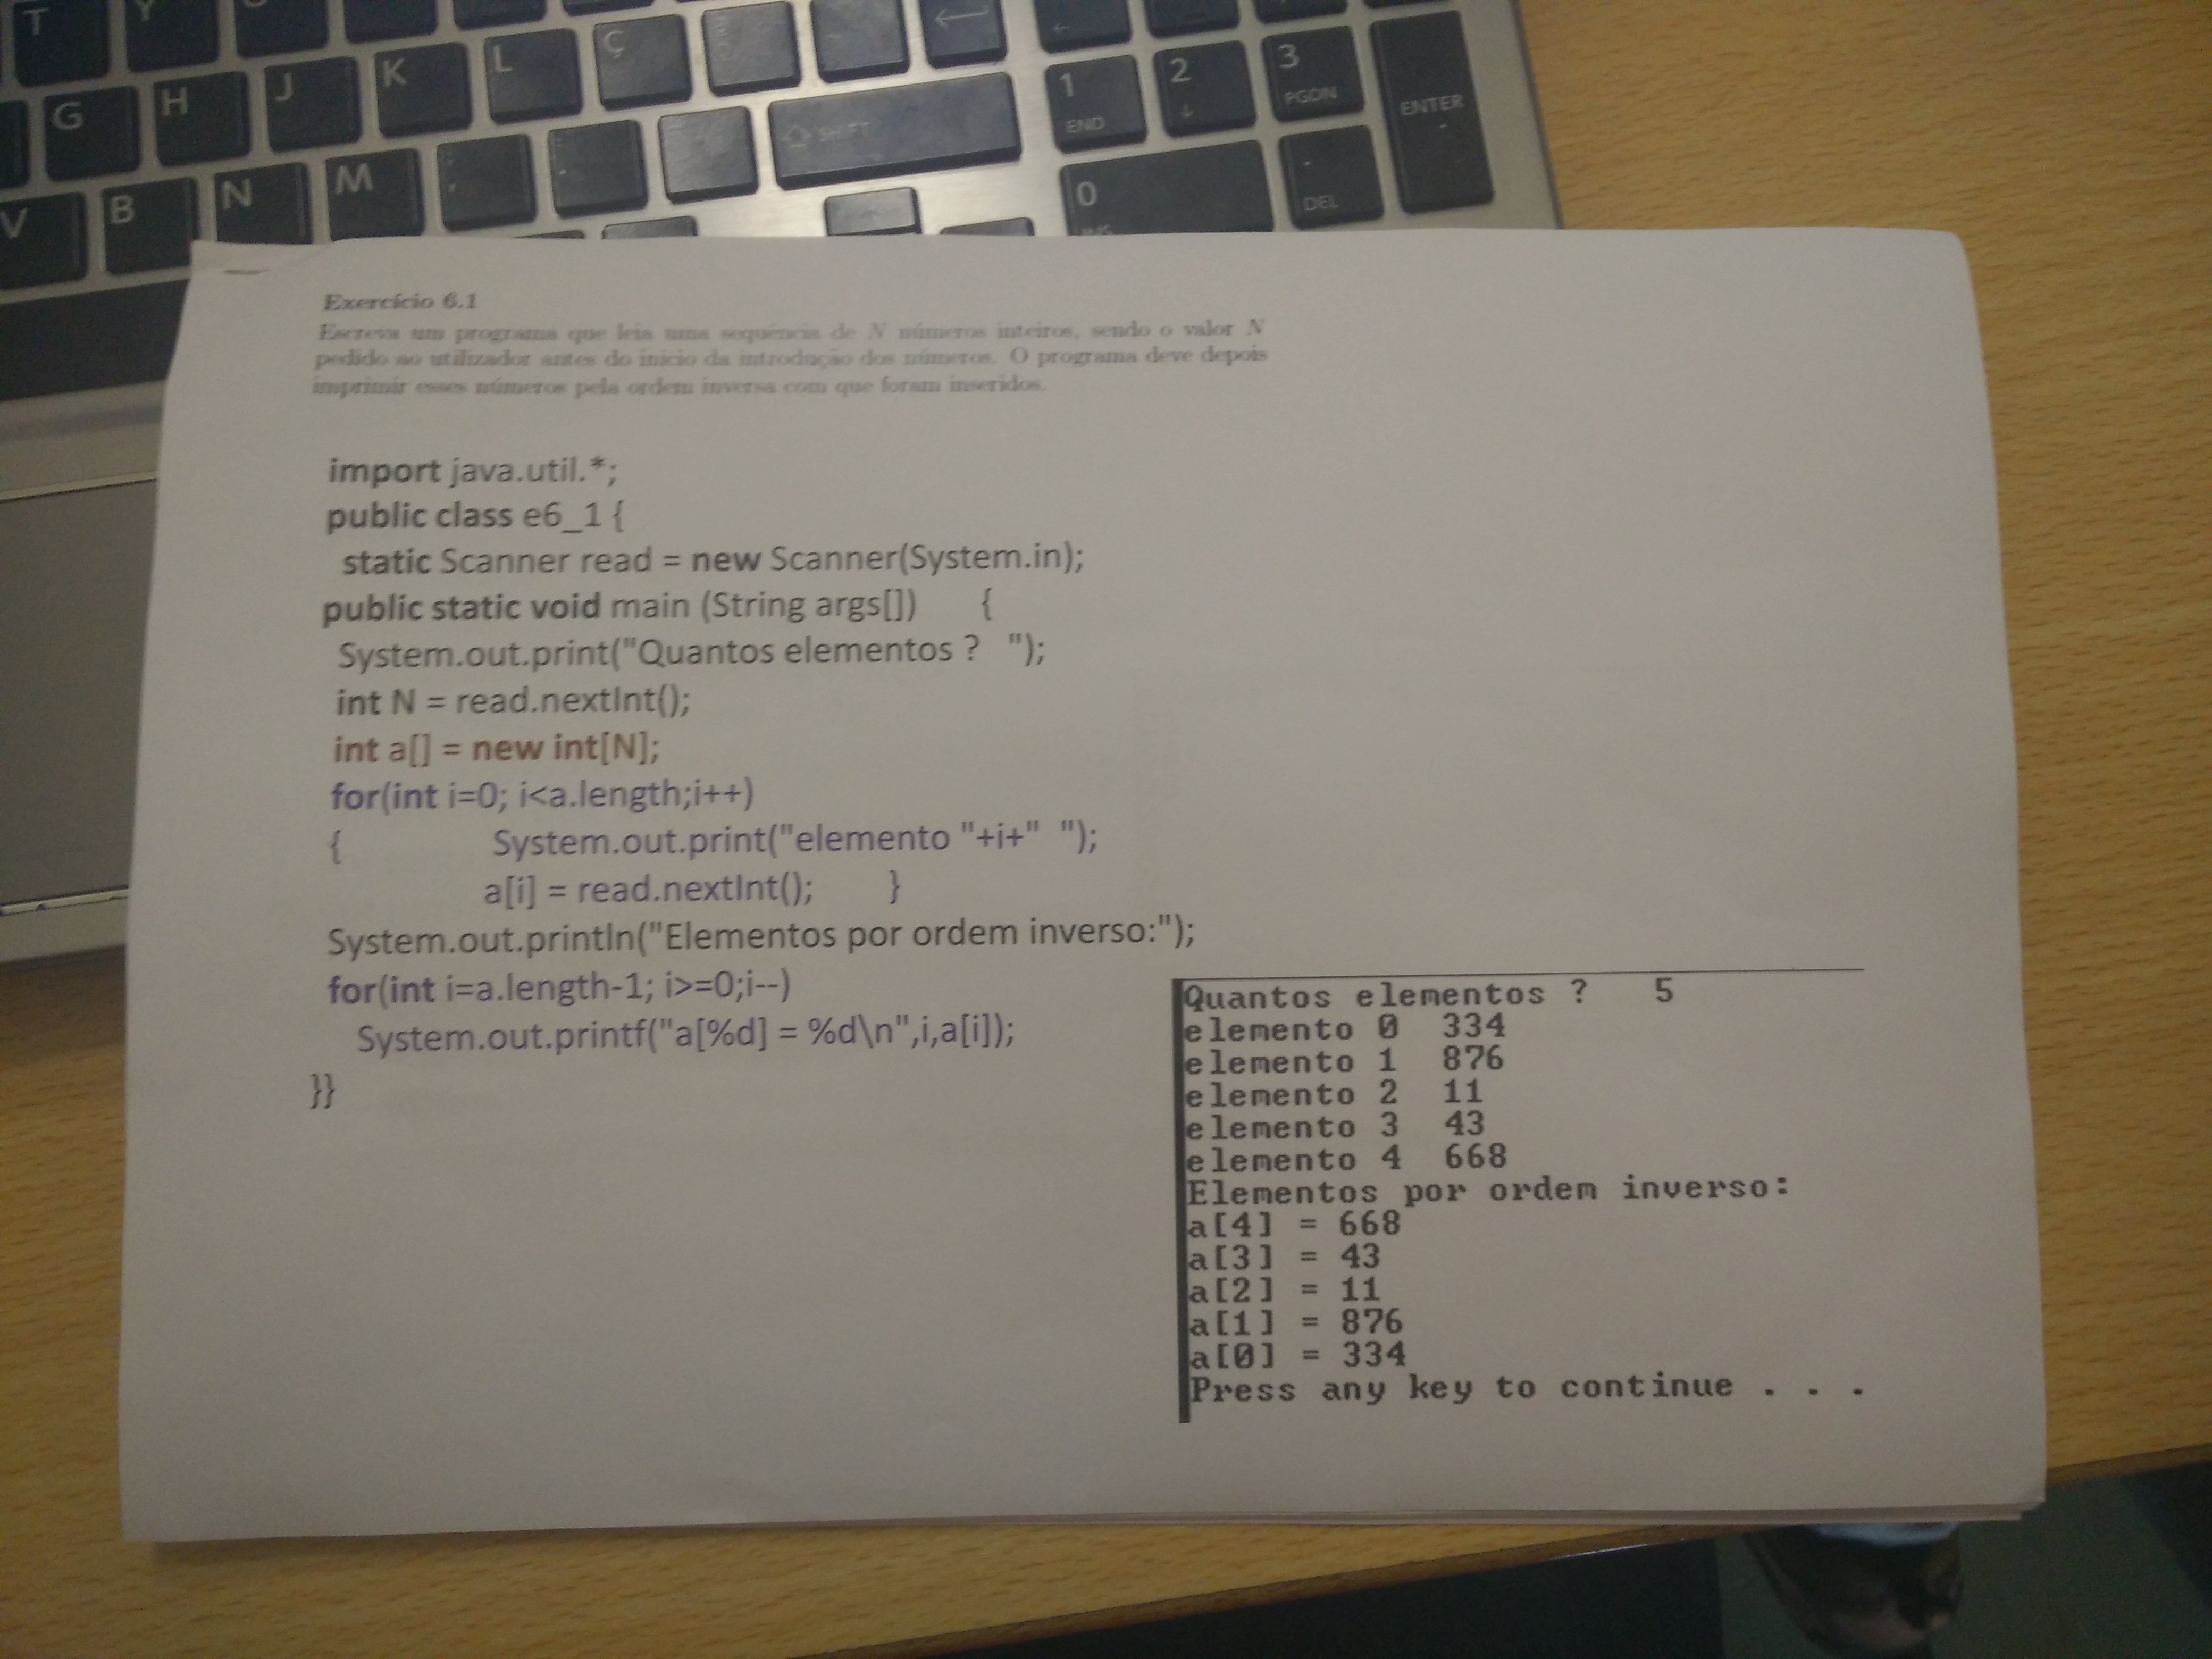 T Y
G H J K L Ç
V B N M
SHIFT
1 END 2 ↓ 3 PGDN ENTER
0 INS . DEL
Exercício 6.1
Escreva um programa que leia uma sequência de N números inteiros, sendo o valor N
pedido ao utilizador antes do início da introdução dos números. O programa deve depois
imprimir esses números pela ordem inversa com que foram inseridos.
import java.util.*;
public class e6_1 {
static Scanner read = new Scanner(System.in);
public static void main (String args[]) {
System.out.print("Quantos elementos ? ");
int N = read.nextInt();
int a[] = new int[N];
for(int i=0; i<a.length;i++)
{ System.out.print("elemento "+i+" ");
a[i] = read.nextInt(); }
System.out.println("Elementos por ordem inverso:");
for(int i=a.length-1; i>=0;i--)
System.out.printf("a[%d] = %d\n",i,a[i]);
}}
Quantos elementos ? 5
elemento 0 334
elemento 1 876
elemento 2 11
elemento 3 43
elemento 4 668
Elementos por ordem inverso:
a[4] = 668
a[3] = 43
a[2] = 11
a[1] = 876
a[0] = 334
Press any key to continue . . .